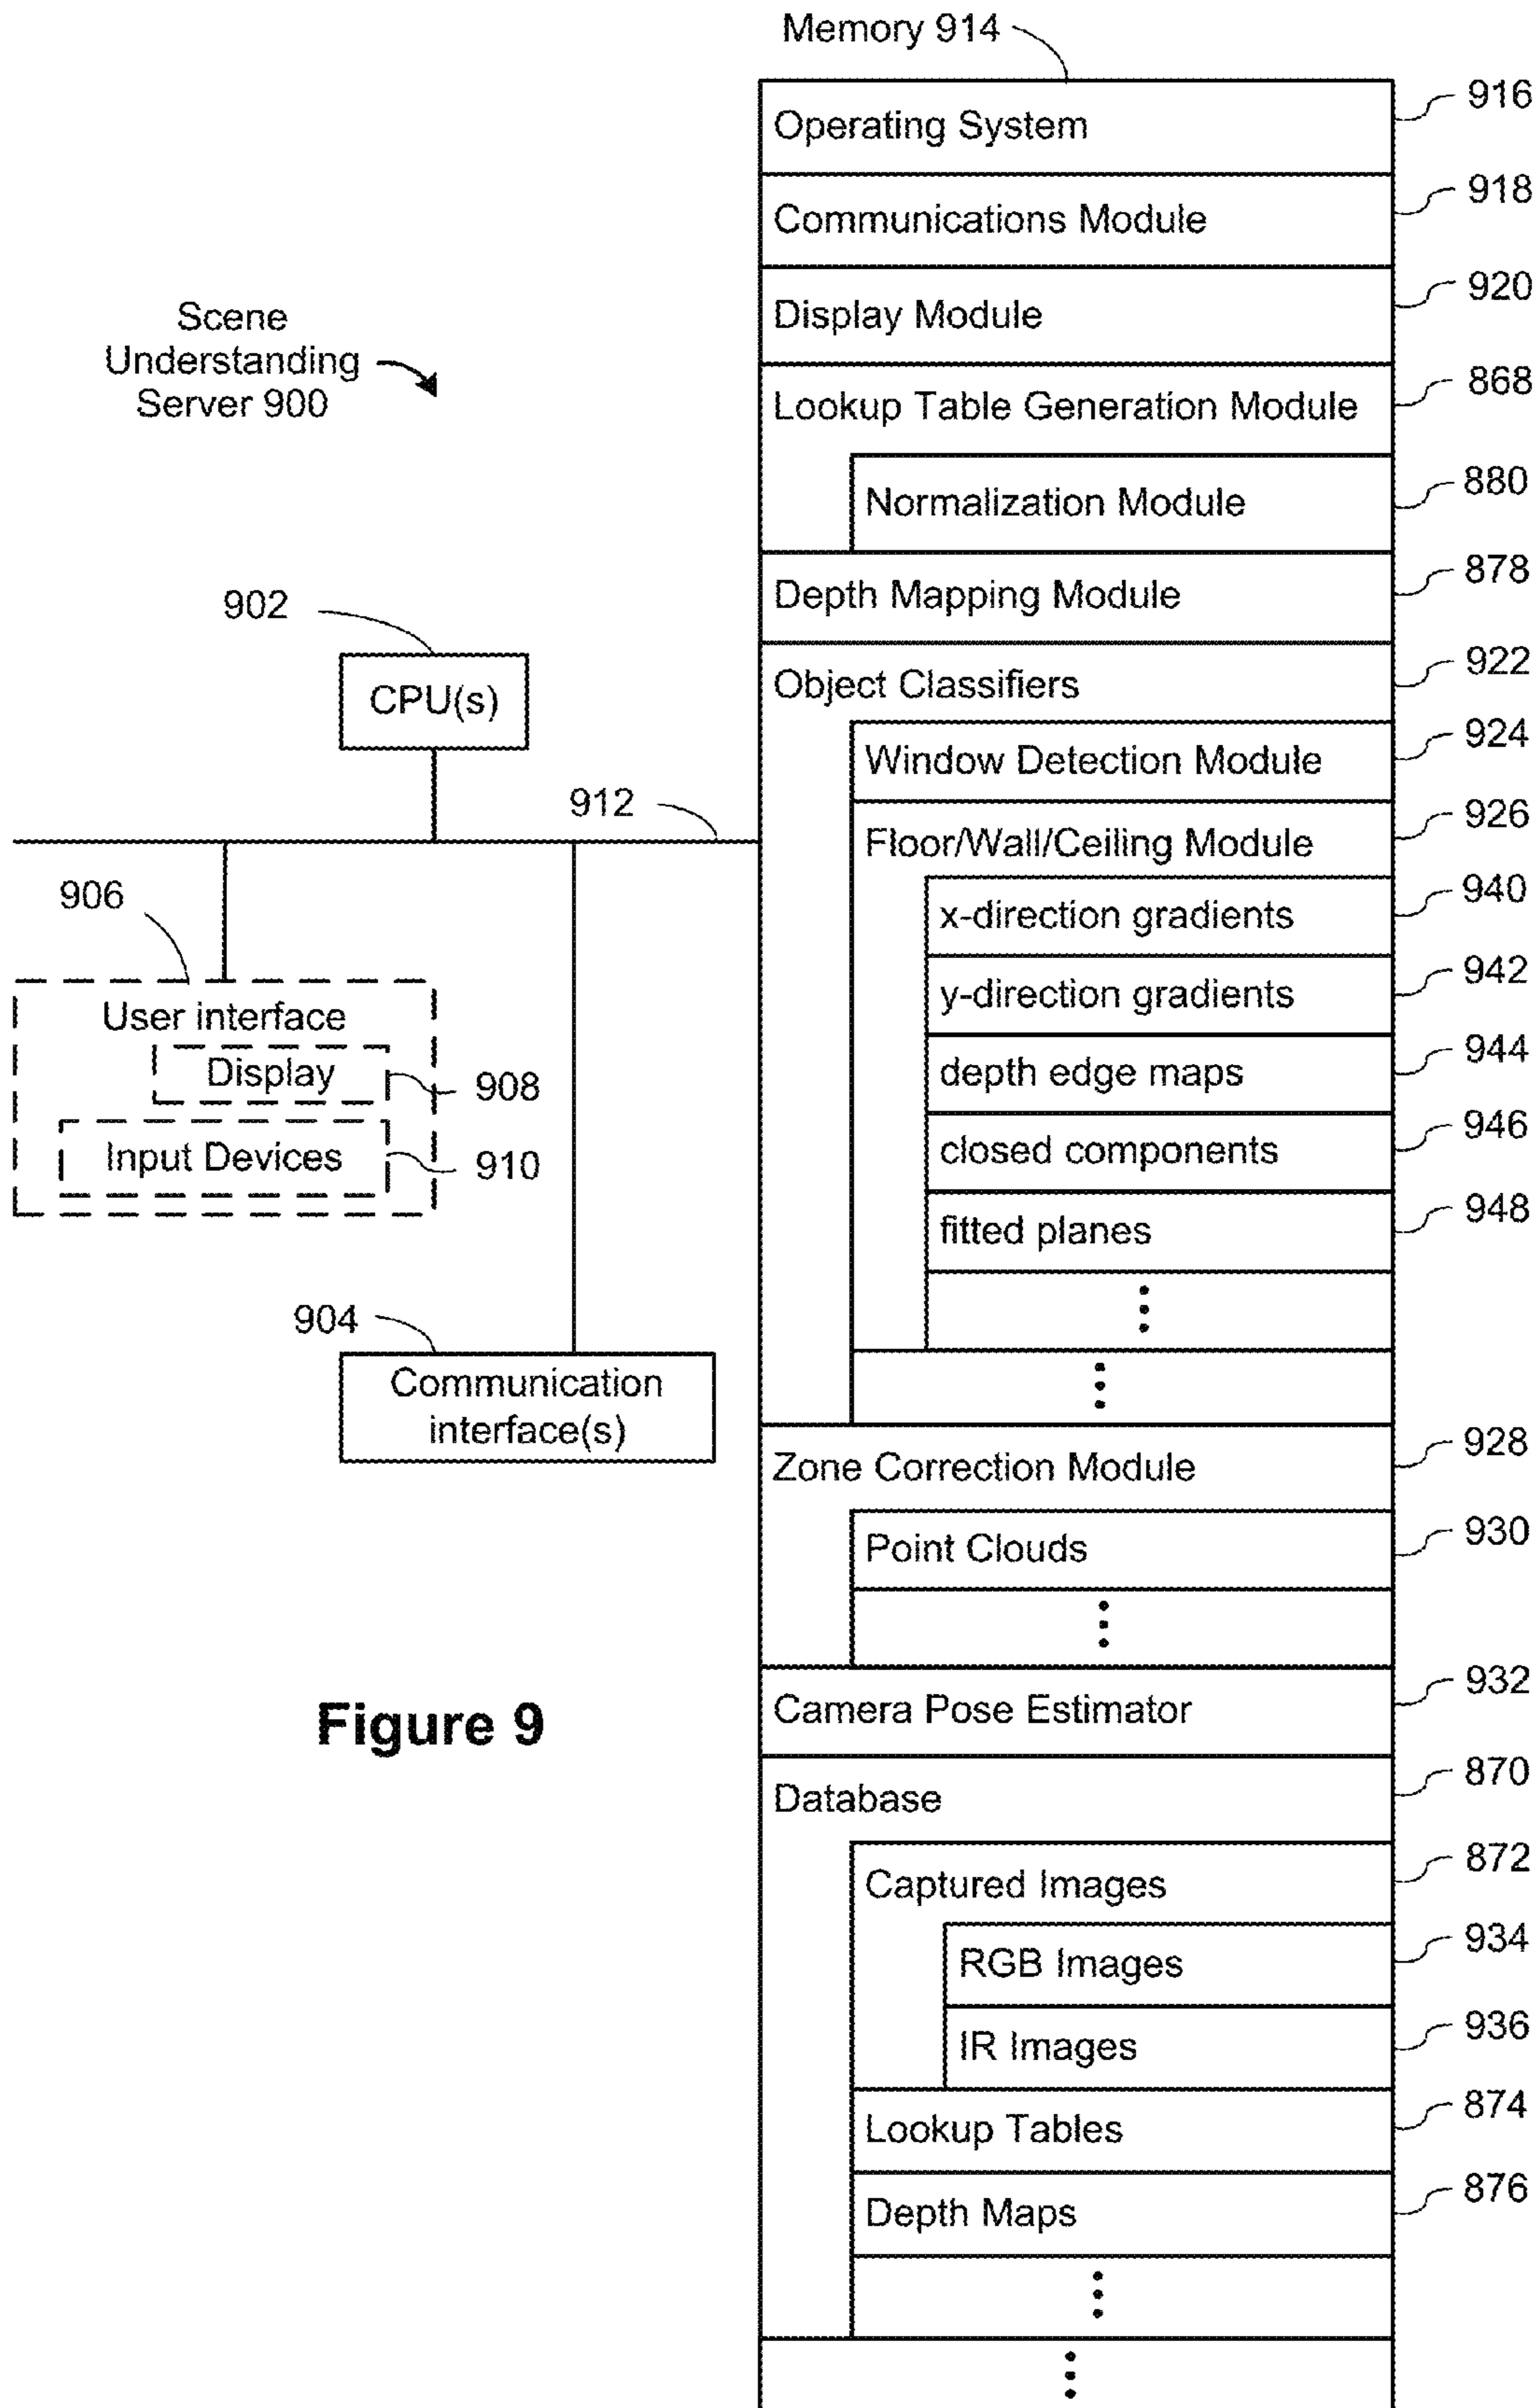 Memory 914
Operating System
916
Communications Module
918
Display Module
920
Scene
Understanding
Server 900
Lookup Table Generation Module
868
Normalization Module
880
Depth Mapping Module
878
902
CPU(s)
Object Classifiers
922
Window Detection Module
924
912
Floor/Wall/Ceiling Module
926
906
x-direction gradients
940
y-direction gradients
942
User interface
Display
908
depth edge maps
944
Input Devices
910
closed components
946
fitted planes
948
904
Communication
interface(s)
Zone Correction Module
928
Point Clouds
930
Camera Pose Estimator
932
Figure 9
Database
870
Captured Images
872
RGB Images
934
IR Images
936
Lookup Tables
874
Depth Maps
876